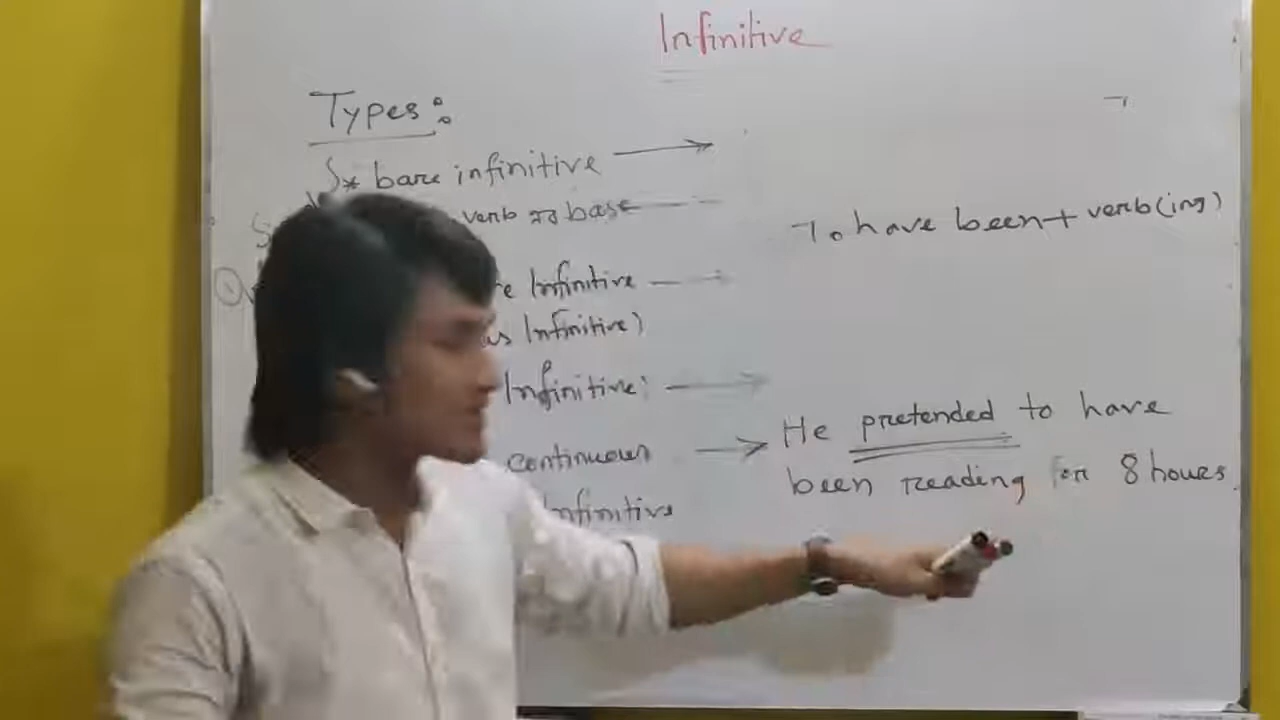 Infinitive
Types:
* bare infinitive
verb এর base
Infinitive
Infinitive)
Infinitive:
continuous
Infinitive
To have been + verb(ing)
He pretended to have
been reading for 8 hours.